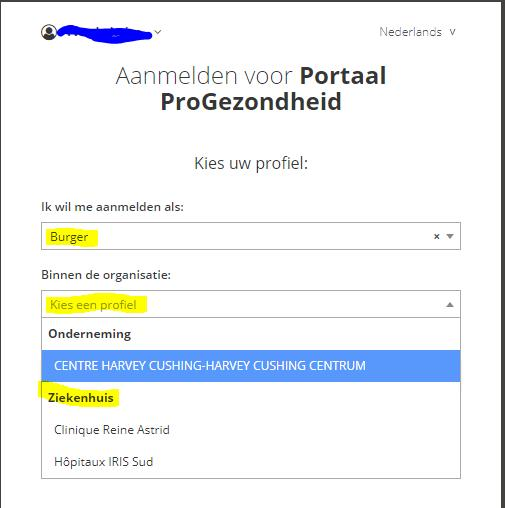 Nederlands
Aanmelden voor Portaal
ProGezondheid
Kies uw profiel:
Ik wil me aanmelden als:
Burger
Binnen de organisatie:
Kies een profiel
Onderneming
CENTRE HARVEY CUSHING-HARVEY CUSHING CENTRUM
Ziekenhuis
Clinique Reine Astrid
Hôpitaux IRIS Sud